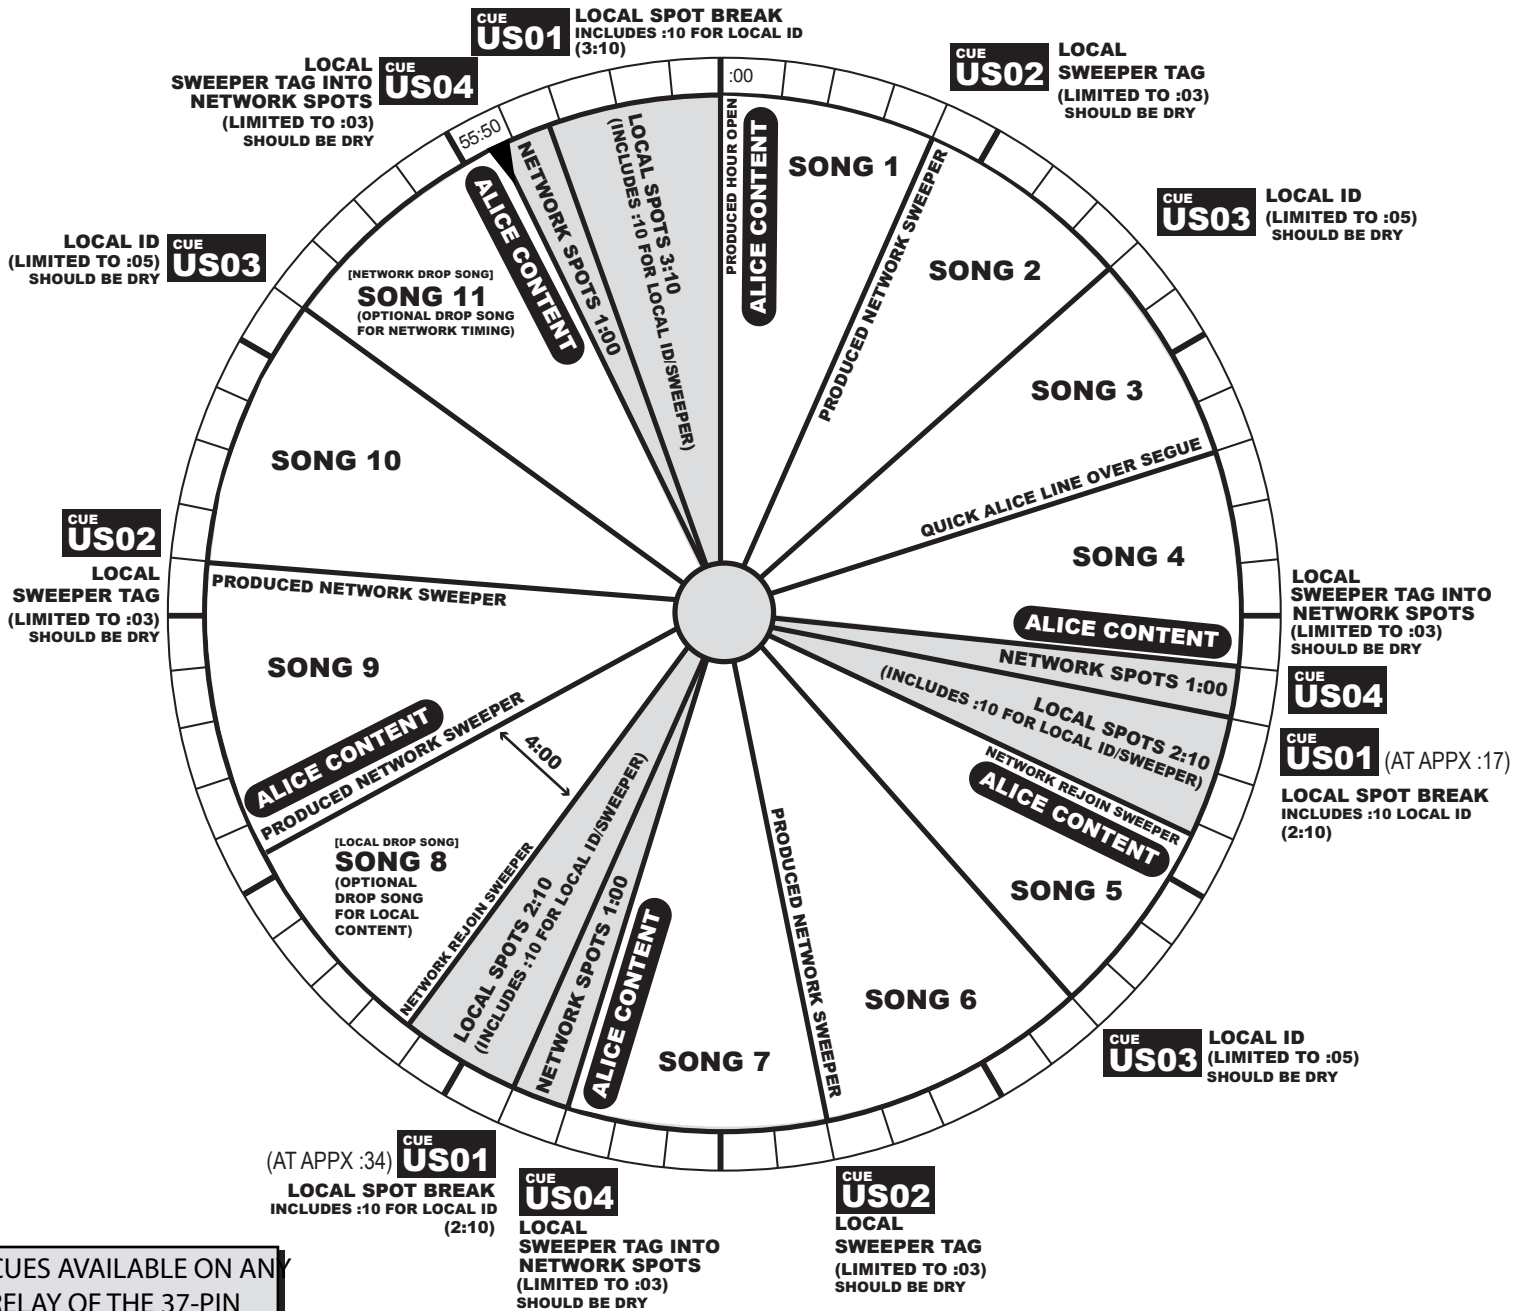 CUE
US01
LOCAL SPOT BREAK
INCLUDES :10 FOR LOCAL ID
(3:10)
CUE
US02
LOCAL
SWEEPER TAG
(LIMITED TO :03)
SHOULD BE DRY
LOCAL
SWEEPER TAG INTO
NETWORK SPOTS
(LIMITED TO :03)
SHOULD BE DRY
CUE
US04
CUE
US03
LOCAL ID
(LIMITED TO :05)
SHOULD BE DRY
LOCAL ID
(LIMITED TO :05)
SHOULD BE DRY
CUE
US03
:00
55:50
PRODUCED HOUR OPEN
ALICE CONTENT
SONG 1
PRODUCED NETWORK SWEEPER
SONG 2
SONG 3
QUICK ALICE LINE OVER SEGUE
SONG 4
ALICE CONTENT
NETWORK SPOTS 1:00
LOCAL SPOTS 2:10
(INCLUDES :10 FOR LOCAL ID/SWEEPER)
NETWORK REJOIN SWEEPER
ALICE CONTENT
SONG 5
SONG 6
PRODUCED NETWORK SWEEPER
SONG 7
ALICE CONTENT
NETWORK SPOTS 1:00
LOCAL SPOTS 2:10
(INCLUDES :10 FOR LOCAL ID/SWEEPER)
NETWORK REJOIN SWEEPER
4:00
[LOCAL DROP SONG]
SONG 8
(OPTIONAL
DROP SONG
FOR LOCAL
CONTENT)
PRODUCED NETWORK SWEEPER
ALICE CONTENT
SONG 9
PRODUCED NETWORK SWEEPER
SONG 10
[NETWORK DROP SONG]
SONG 11
(OPTIONAL DROP SONG
FOR NETWORK TIMING)
ALICE CONTENT
NETWORK SPOTS 1:00
LOCAL SPOTS 3:10
(INCLUDES :10 FOR LOCAL ID/SWEEPER)
CUE
US02
LOCAL
SWEEPER TAG
(LIMITED TO :03)
SHOULD BE DRY
LOCAL
SWEEPER TAG INTO
NETWORK SPOTS
(LIMITED TO :03)
SHOULD BE DRY
CUE
US04
CUE
US01 (AT APPX :17)
LOCAL SPOT BREAK
INCLUDES :10 LOCAL ID
(2:10)
CUE
US03
LOCAL ID
(LIMITED TO :05)
SHOULD BE DRY
CUE
US02
LOCAL
SWEEPER TAG
(LIMITED TO :03)
SHOULD BE DRY
CUE
US04
LOCAL
SWEEPER TAG INTO
NETWORK SPOTS
(LIMITED TO :03)
SHOULD BE DRY
CUE
(AT APPX :34) US01
LOCAL SPOT BREAK
INCLUDES :10 FOR LOCAL ID
(2:10)
CUES AVAILABLE ON ANY
RELAY OF THE 37-PIN